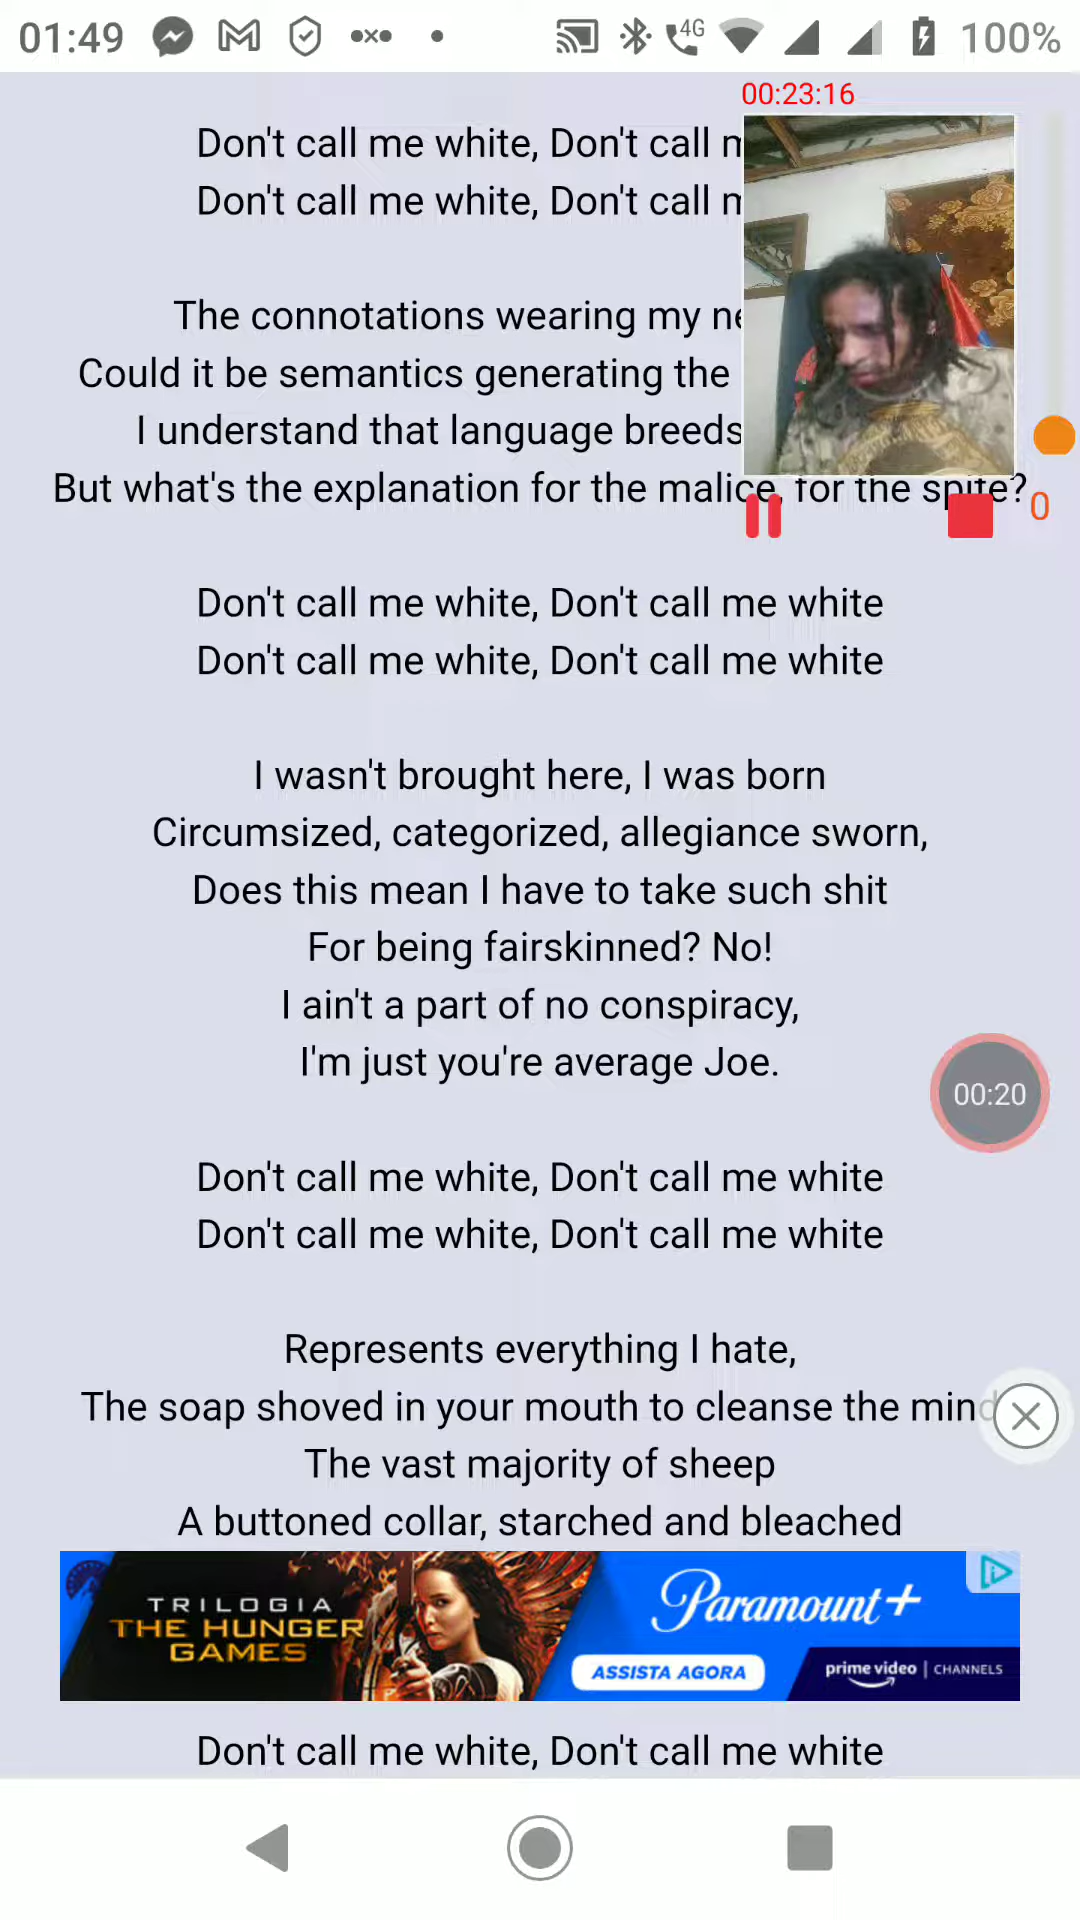 01:49
4G
100%
00:23:16
Don't call me white, Don't call
Don't call me white, Don't call
The connotations wearing my
Could it be semantics generating the
I understand that language breeds
But what's the explanation for the malice, for the spite?
0
Don't call me white, Don't call me white
Don't call me white, Don't call me white
I wasn't brought here, I was born
Circumsized, categorized, allegiance sworn,
Does this mean I have to take such shit
For being fairskinned? No!
I ain't a part of no conspiracy,
I'm just you're average Joe.
00:20
Don't call me white, Don't call me white
Don't call me white, Don't call me white
Represents everything I hate,
The soap shoved in your mouth to cleanse the mind
The vast majority of sheep
A buttoned collar, starched and bleached
TRILOGIA
THE HUNGER
GAMES
Paramount+
ASSISTA AGORA
prime video | CHANNELS
Don't call me white, Don't call me white